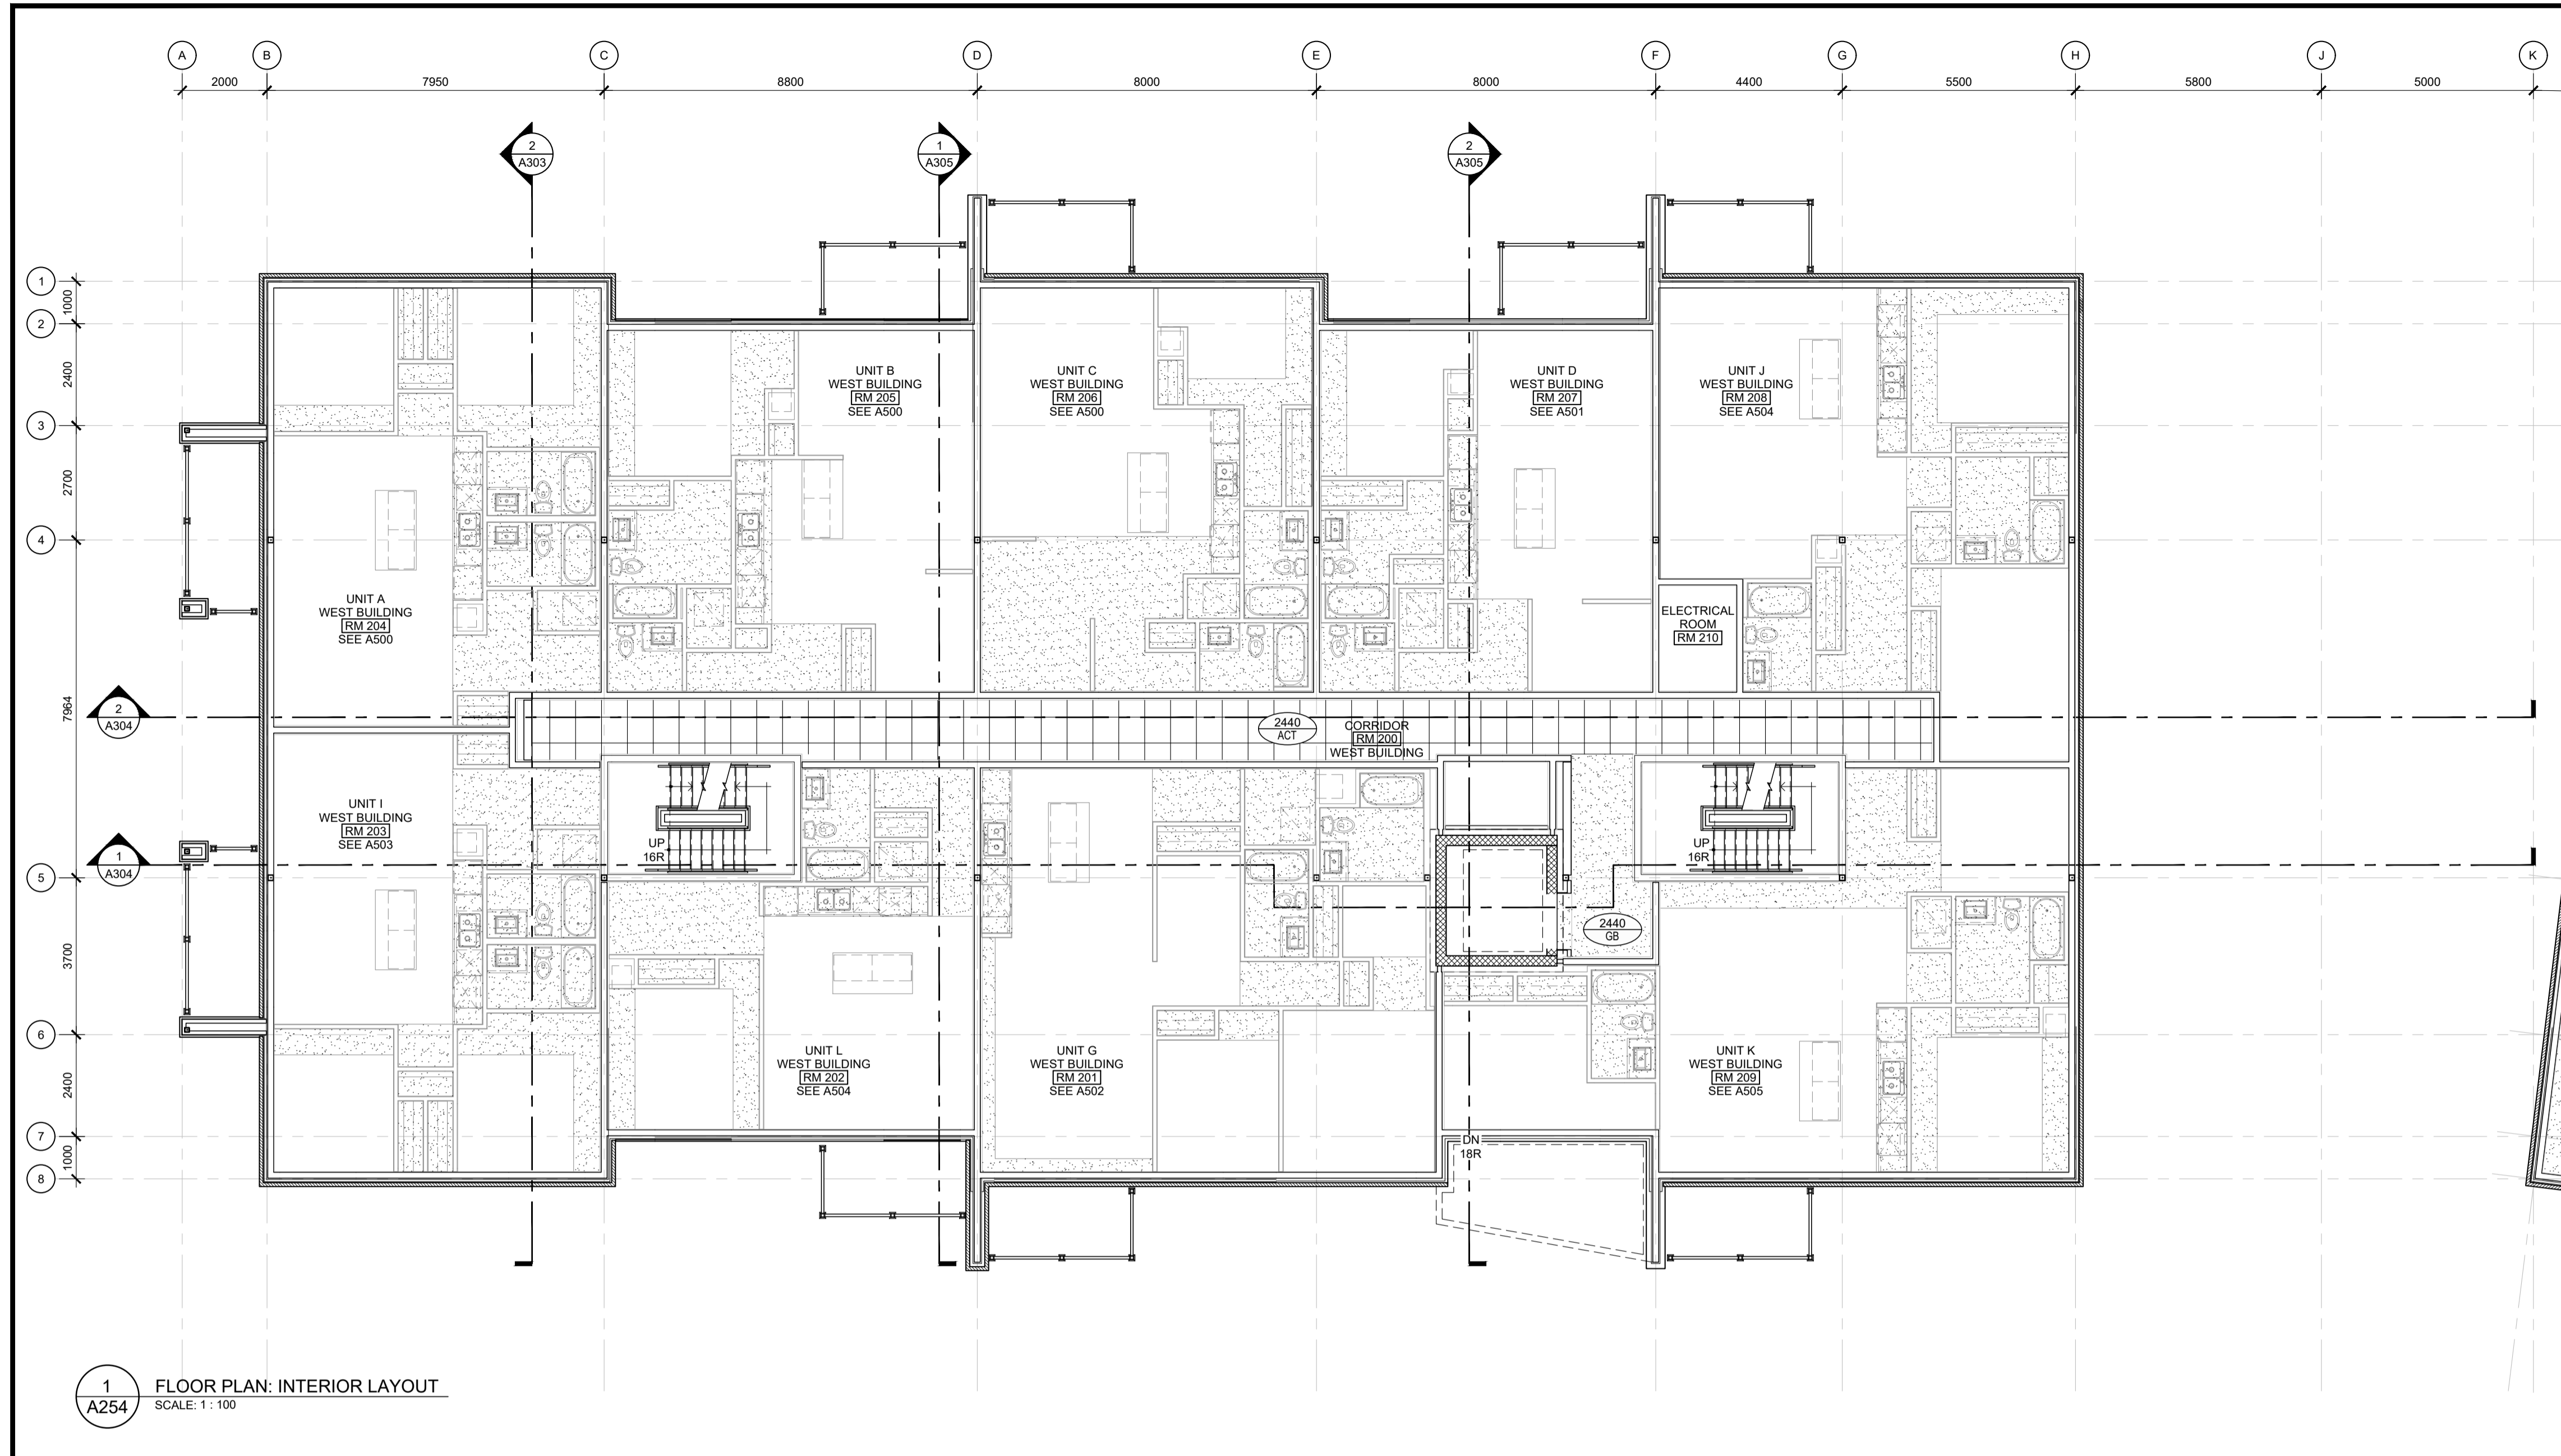 A B C D E F G H J K
2000 7950 8800 8000 8000 4400 5500 5800 5000
2
A303
1
A305
2
A305
1
1000
2
2400
3
2700
4
7964
5
3700
6
2400
7
1000
8
UNIT B
WEST BUILDING
RM 205
SEE A500
UNIT C
WEST BUILDING
RM 206
SEE A500
UNIT D
WEST BUILDING
RM 207
SEE A501
UNIT J
WEST BUILDING
RM 208
SEE A504
UNIT A
WEST BUILDING
RM 204
SEE A500
ELECTRICAL
ROOM
RM 210
2
A304
2440
ACT
CORRIDOR
RM 200
WEST BUILDING
UNIT I
WEST BUILDING
RM 203
SEE A503
1
A304
UP
16R
UP
16R
2440
GB
UNIT L
WEST BUILDING
RM 202
SEE A504
UNIT G
WEST BUILDING
RM 201
SEE A502
UNIT K
WEST BUILDING
RM 209
SEE A505
DN
18R
1
A254
FLOOR PLAN: INTERIOR LAYOUT
SCALE: 1 : 100